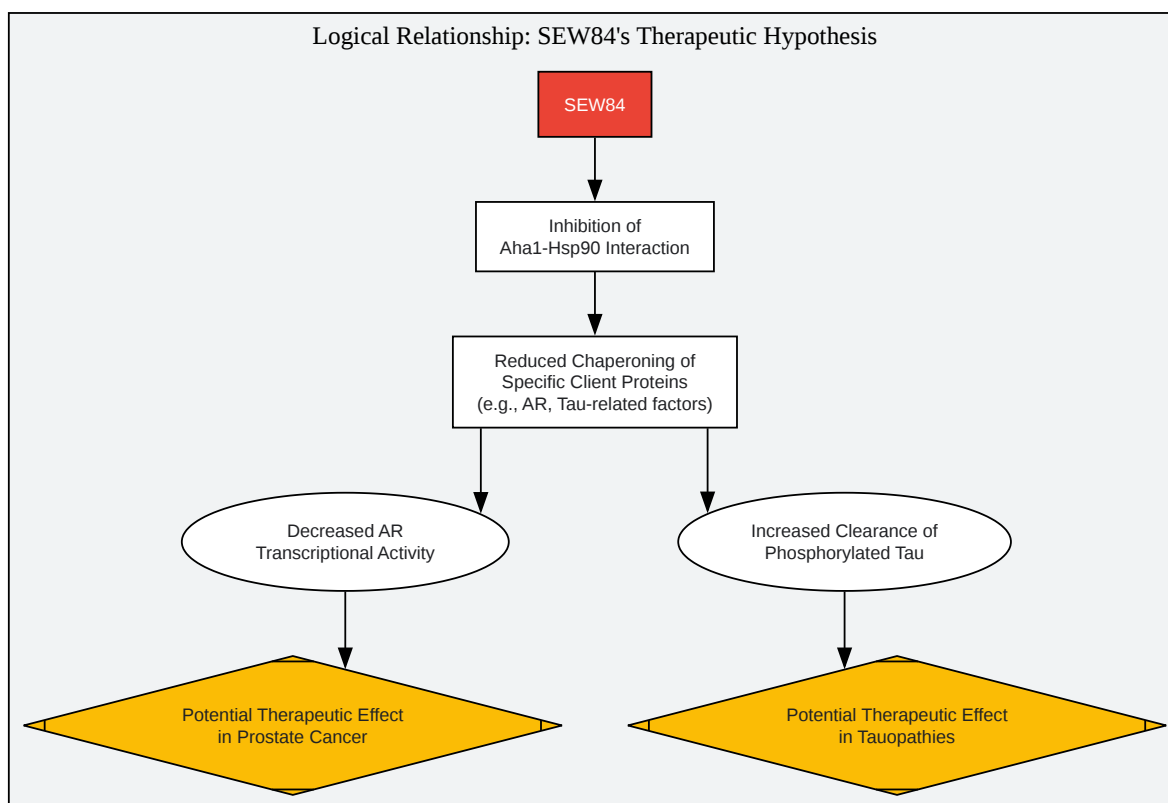 Logical Relationship: SEW84's Therapeutic Hypothesis
SEW84
Inhibition of
Aha1-Hsp90 Interaction
Reduced Chaperoning of
Specific Client Proteins
(e.g., AR, Tau-related factors)
Decreased AR
Transcriptional Activity
Increased Clearance of
Phosphorylated Tau
Potential Therapeutic Effect
in Prostate Cancer
Potential Therapeutic Effect
in Tauopathies